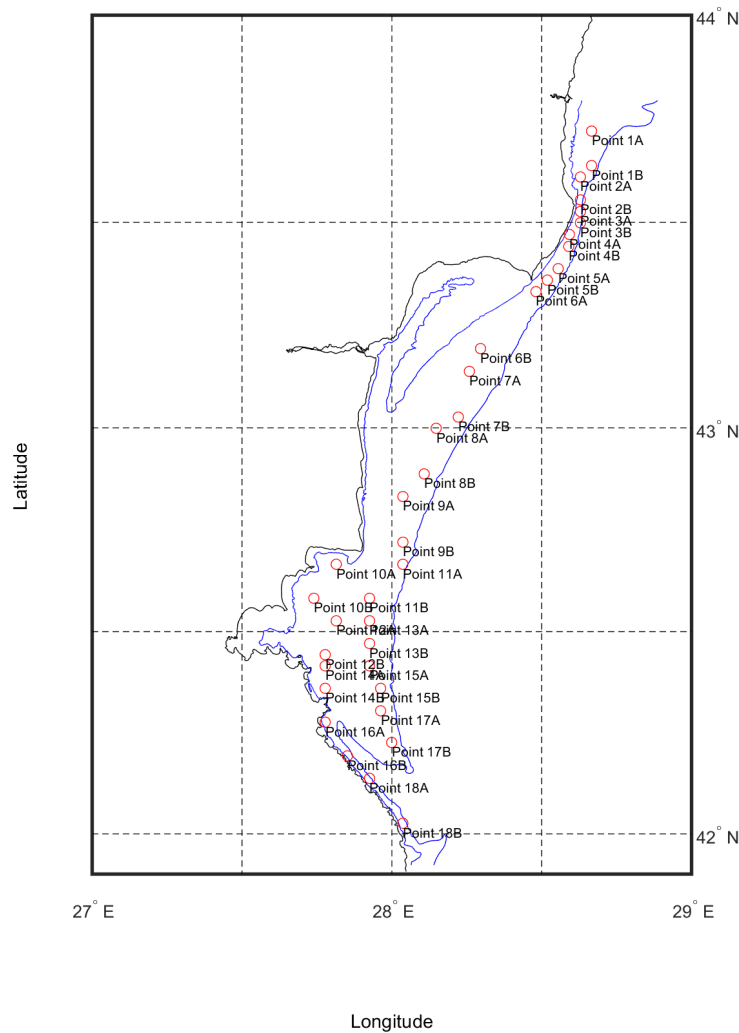 44° N
Point 1A
Point 1B
Point 2A
Point 2B
Point 3A
Point 3B
Point 4A
Point 4B
Point 5A
Point 5B
Point 6A
Point 6B
Point 7A
Point 7B
43° N
Point 8A
Latitude
Point 8B
Point 9A
Point 9B
Point 10A
Point 11A
Point 10B
Point 11B
Point 12A
Point 13A
Point 13B
Point 12B
Point 14A
Point 15A
Point 14B
Point 15B
Point 17A
Point 16A
Point 17B
Point 16B
Point 18A
Point 18B
42° N
27° E
28° E
29° E
Longitude